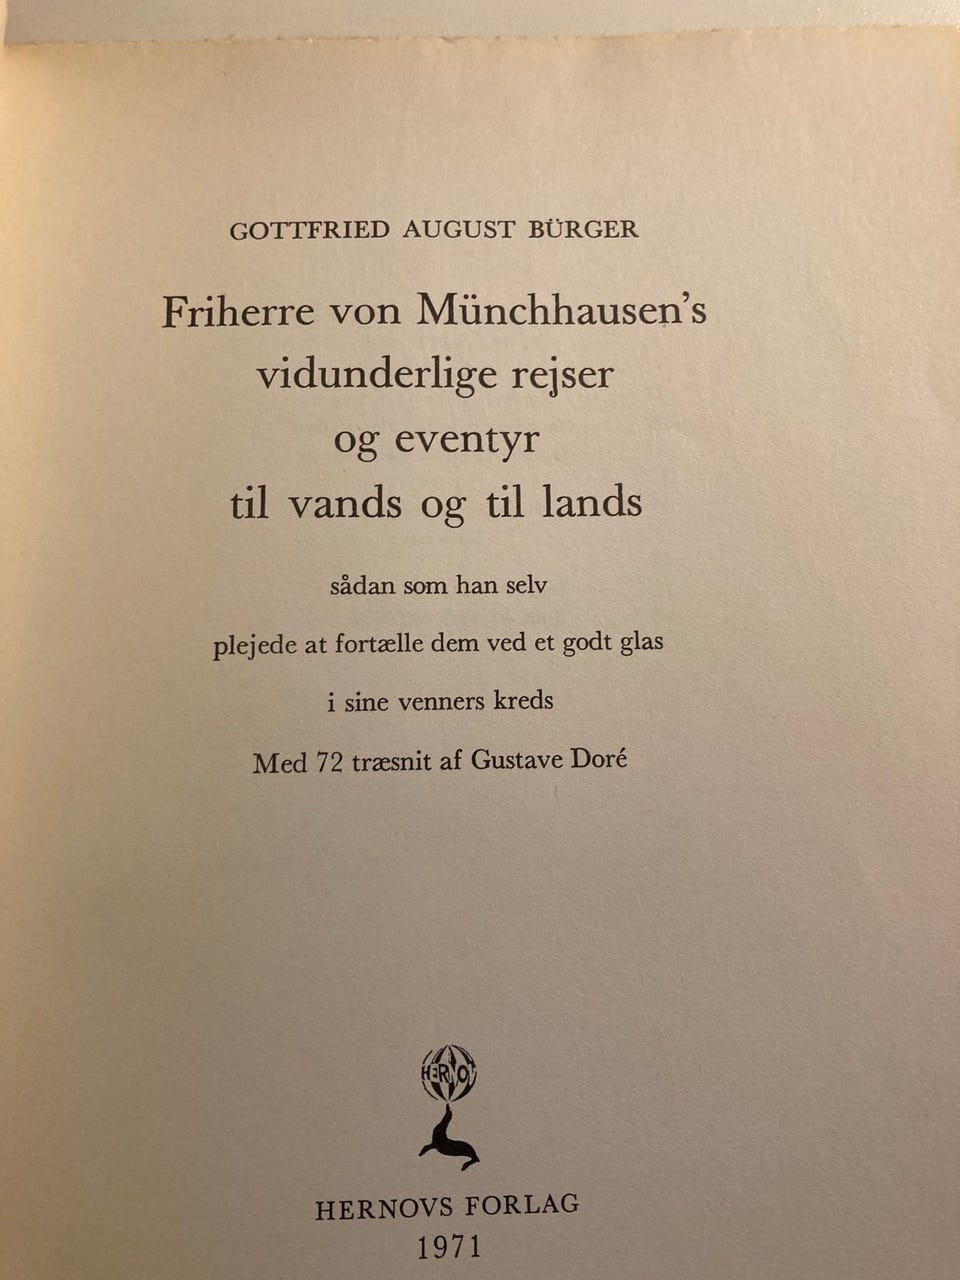 GOTTFRIED AUGUST BÜRGER
Friherre von Münchhausen's
vidunderlige rejser
og eventyr
til vands og til lands
sådan som han selv
plejede at fortælle dem ved et godt glas
i sine venners kreds
Med 72 træsnit af Gustave Doré
HERNOV
HERNOVS FORLAG
1971